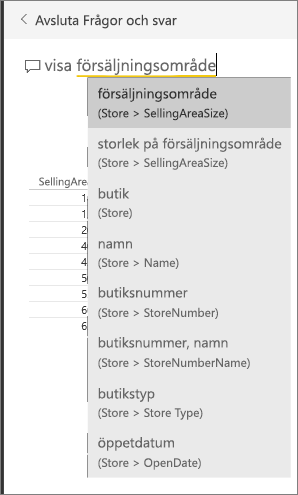 Avsluta Frågor och svar
visa försäljningsområde
försäljningsområde
(Store > SellingAreaSize)
storlek på försäljningsområde
(Store > SellingAreaSize)
SellingArea
butik
(Store)
namn
(Store > Name)
butiksnummer
(Store > StoreNumber)
butiksnummer, namn
(Store > StoreNumberName)
butikstyp
(Store > Store Type)
öppetdatum
(Store > OpenDate)
1
1
2
4
4
5
5
6
6